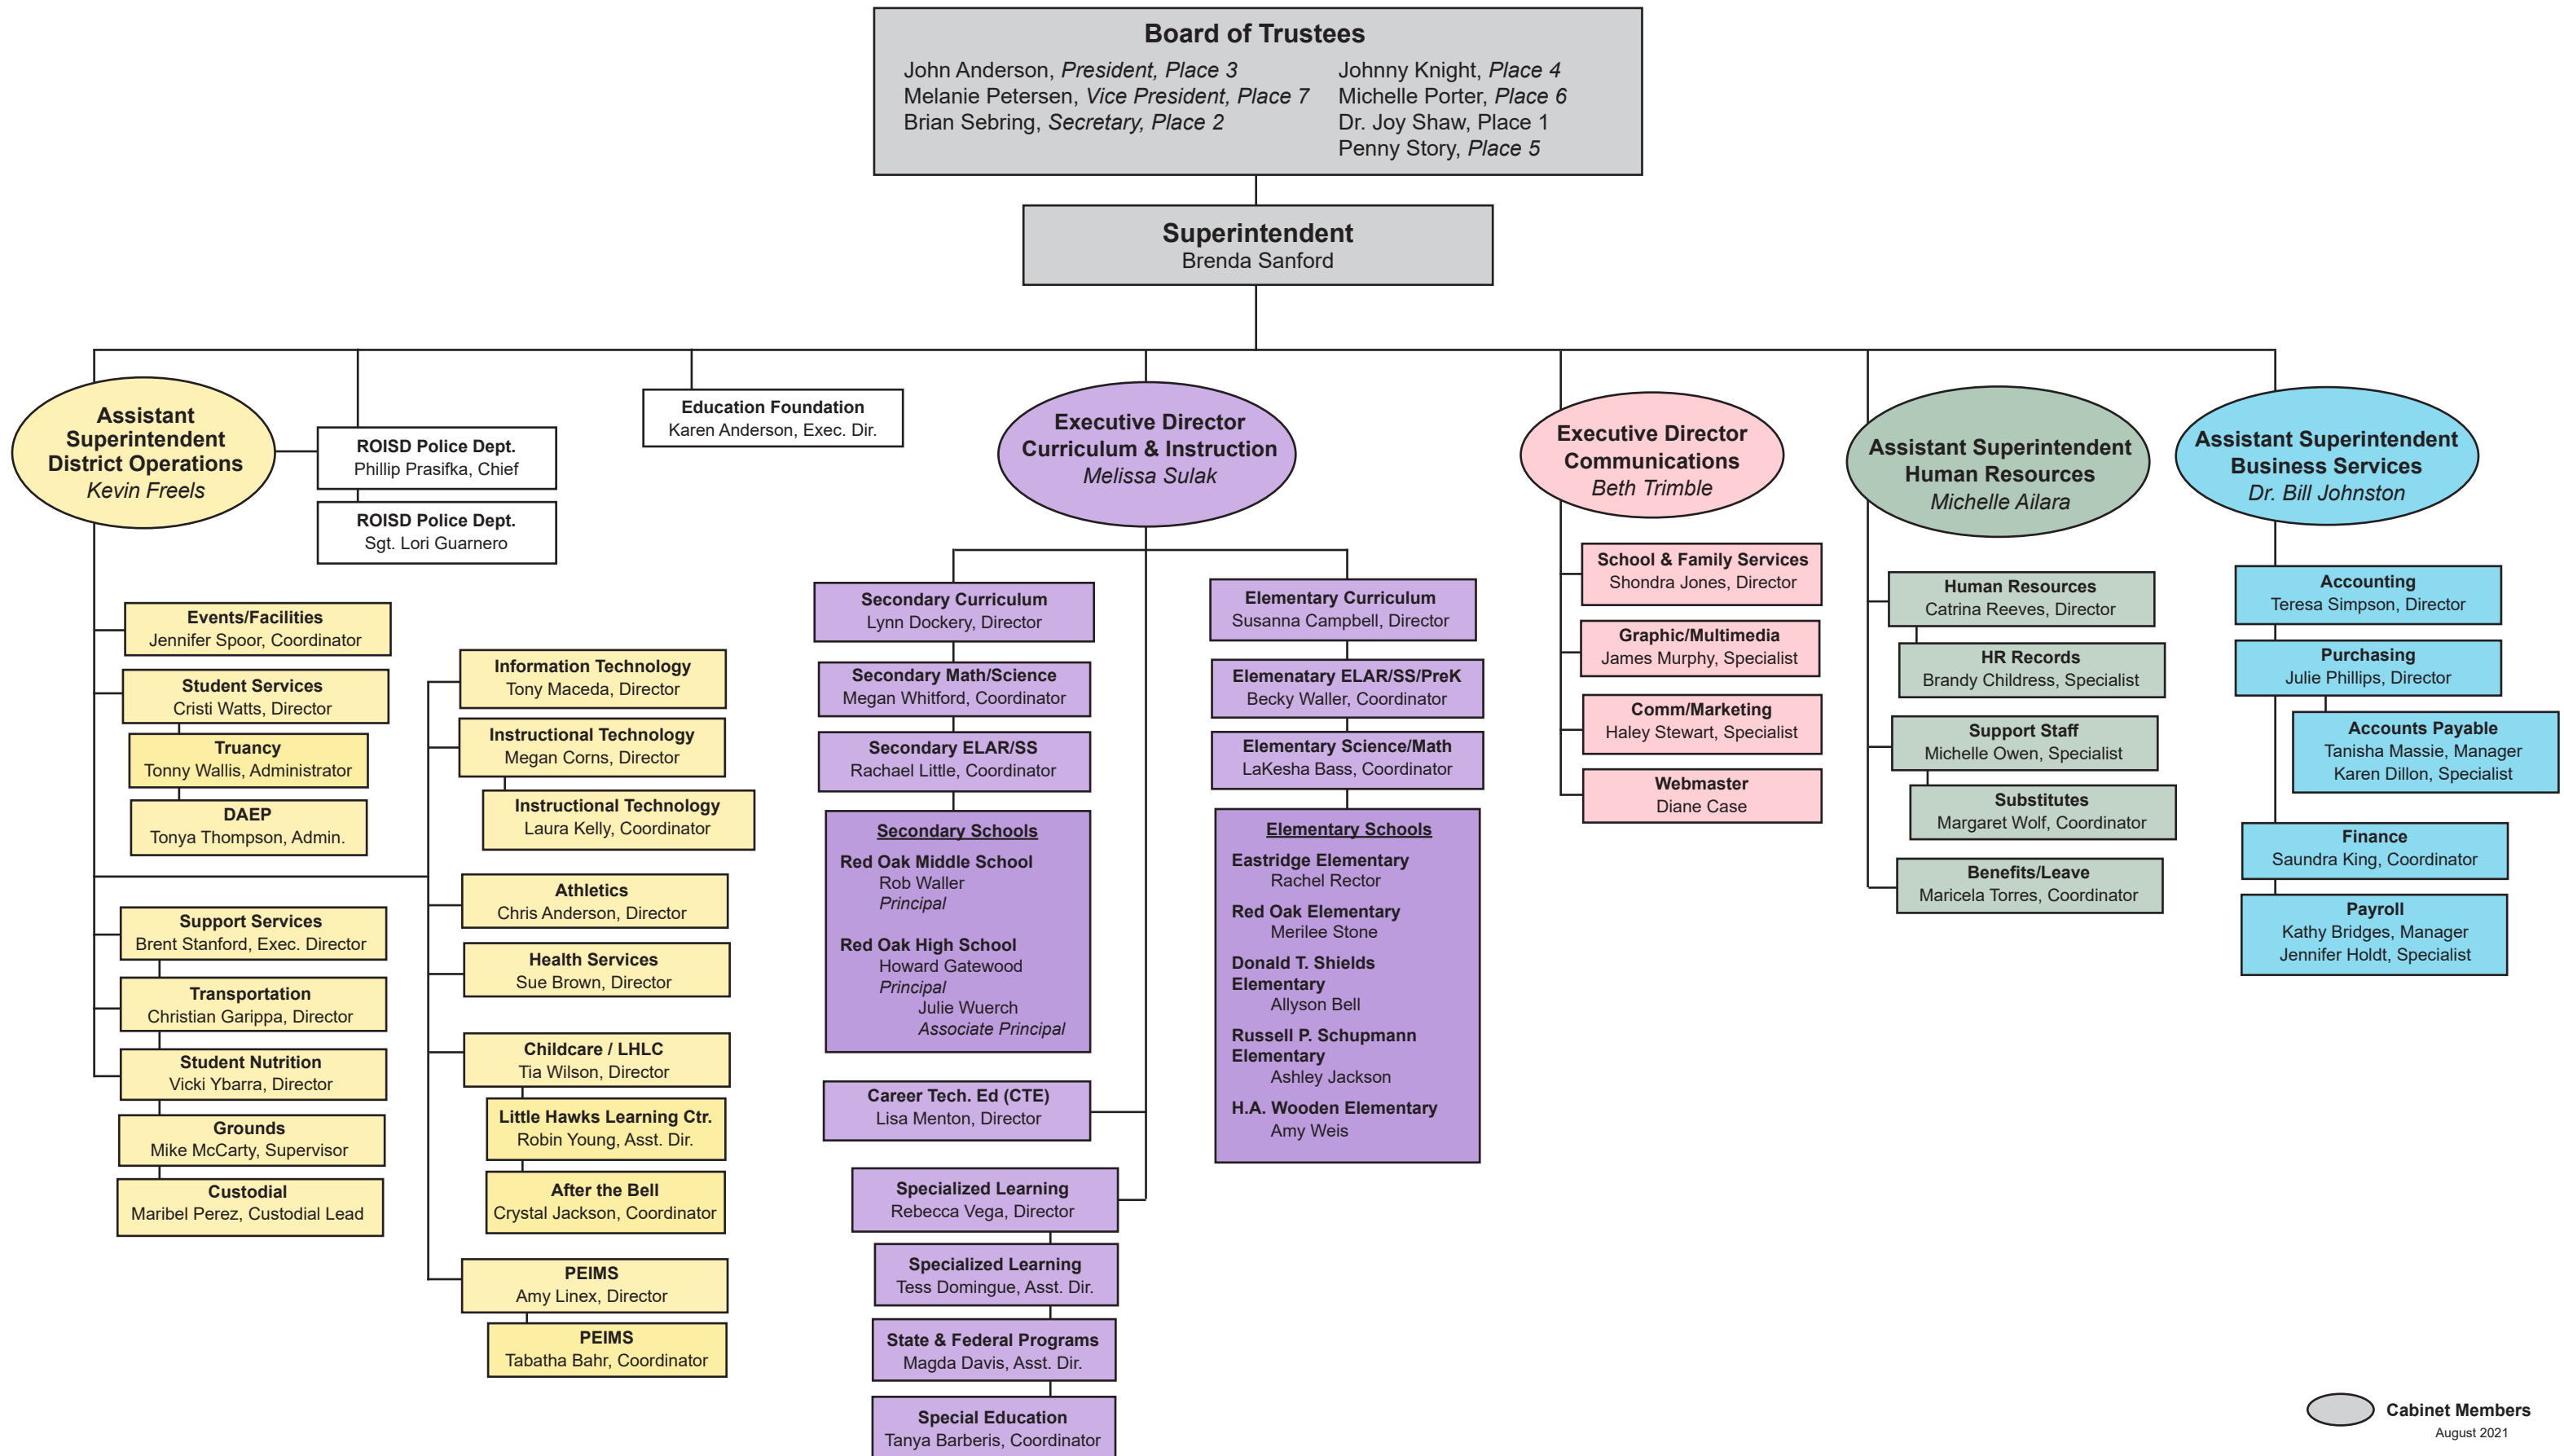 Board of Trustees
John Anderson, President, Place 3
Melanie Petersen, Vice President, Place 7
Brian Sebring, Secretary, Place 2
Johnny Knight, Place 4
Michelle Porter, Place 6
Dr. Joy Shaw, Place 1
Penny Story, Place 5
Superintendent
Brenda Sanford
Assistant
Superintendent
District Operations
Kevin Freels
ROISD Police Dept.
Phillip Prasifka, Chief
ROISD Police Dept.
Sgt. Lori Guarnero
Education Foundation
Karen Anderson, Exec. Dir.
Executive Director
Curriculum & Instruction
Melissa Sulak
Executive Director
Communications
Beth Trimble
Assistant Superintendent
Human Resources
Michelle Ailara
Assistant Superintendent
Business Services
Dr. Bill Johnston
Events/Facilities
Jennifer Spoor, Coordinator
Student Services
Cristi Watts, Director
Truancy
Tonny Wallis, Administrator
DAEP
Tonya Thompson, Admin.
Support Services
Brent Stanford, Exec. Director
Transportation
Christian Garippa, Director
Student Nutrition
Vicki Ybarra, Director
Grounds
Mike McCarty, Supervisor
Custodial
Maribel Perez, Custodial Lead
Information Technology
Tony Maceda, Director
Instructional Technology
Megan Corns, Director
Instructional Technology
Laura Kelly, Coordinator
Athletics
Chris Anderson, Director
Health Services
Sue Brown, Director
Childcare / LHLC
Tia Wilson, Director
Little Hawks Learning Ctr.
Robin Young, Asst. Dir.
After the Bell
Crystal Jackson, Coordinator
PEIMS
Amy Linex, Director
PEIMS
Tabatha Bahr, Coordinator
Secondary Curriculum
Lynn Dockery, Director
Secondary Math/Science
Megan Whitford, Coordinator
Secondary ELAR/SS
Rachael Little, Coordinator
Secondary Schools
Red Oak Middle School
Rob Waller
Principal
Red Oak High School
Howard Gatewood
Principal
Julie Wuerch
Associate Principal
Career Tech. Ed (CTE)
Lisa Menton, Director
Specialized Learning
Rebecca Vega, Director
Specialized Learning
Tess Domingue, Asst. Dir.
State & Federal Programs
Magda Davis, Asst. Dir.
Special Education
Tanya Barberis, Coordinator
Elementary Curriculum
Susanna Campbell, Director
Elemenatary ELAR/SS/PreK
Becky Waller, Coordinator
Elementary Science/Math
LaKesha Bass, Coordinator
Elementary Schools
Eastridge Elementary
Rachel Rector
Red Oak Elementary
Merilee Stone
Donald T. Shields
Elementary
Allyson Bell
Russell P. Schupmann
Elementary
Ashley Jackson
H.A. Wooden Elementary
Amy Weis
School & Family Services
Shondra Jones, Director
Graphic/Multimedia
James Murphy, Specialist
Comm/Marketing
Haley Stewart, Specialist
Webmaster
Diane Case
Human Resources
Catrina Reeves, Director
HR Records
Brandy Childress, Specialist
Support Staff
Michelle Owen, Specialist
Substitutes
Margaret Wolf, Coordinator
Benefits/Leave
Maricela Torres, Coordinator
Accounting
Teresa Simpson, Director
Purchasing
Julie Phillips, Director
Accounts Payable
Tanisha Massie, Manager
Karen Dillon, Specialist
Finance
Saundra King, Coordinator
Payroll
Kathy Bridges, Manager
Jennifer Holdt, Specialist
Cabinet Members
August 2021